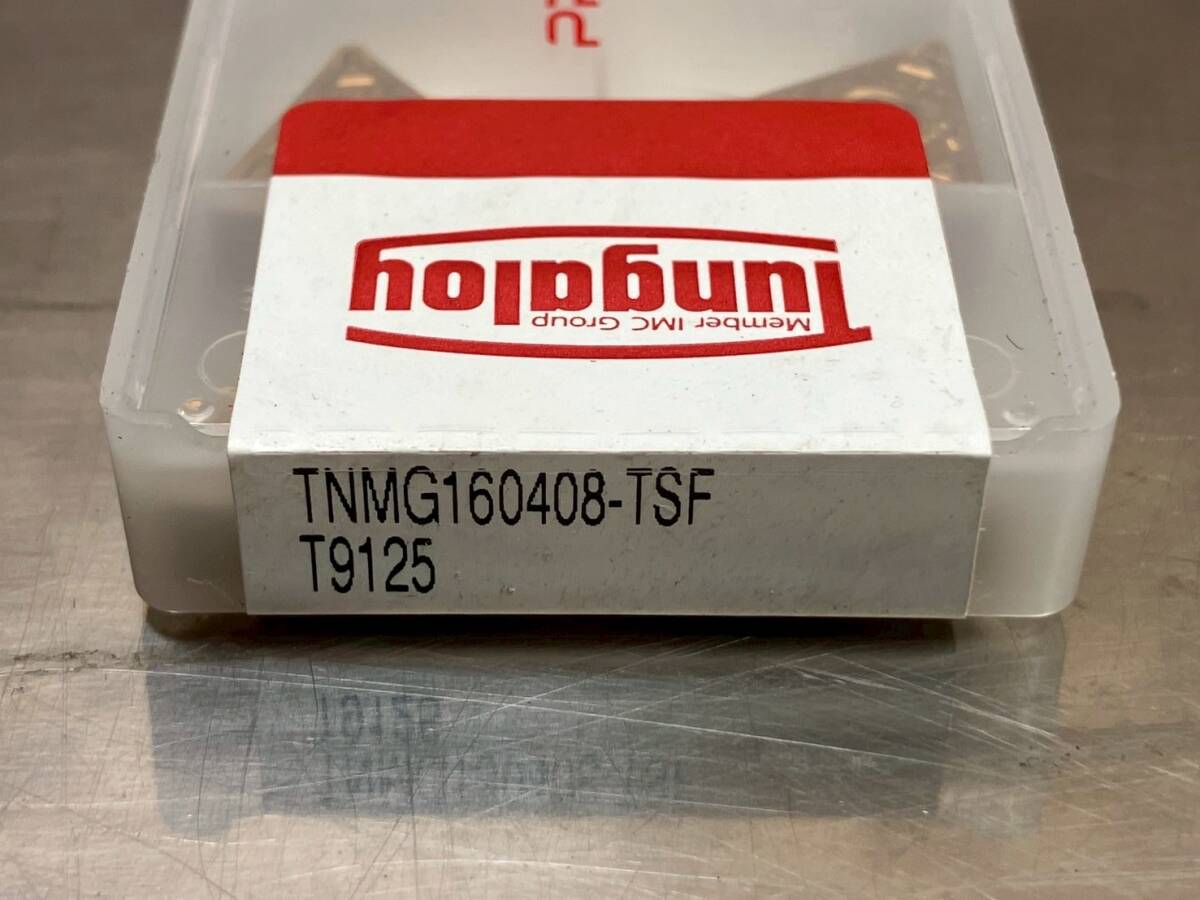 Tungaloy
Member IMC Group
TNMG160408-TSF
T9125